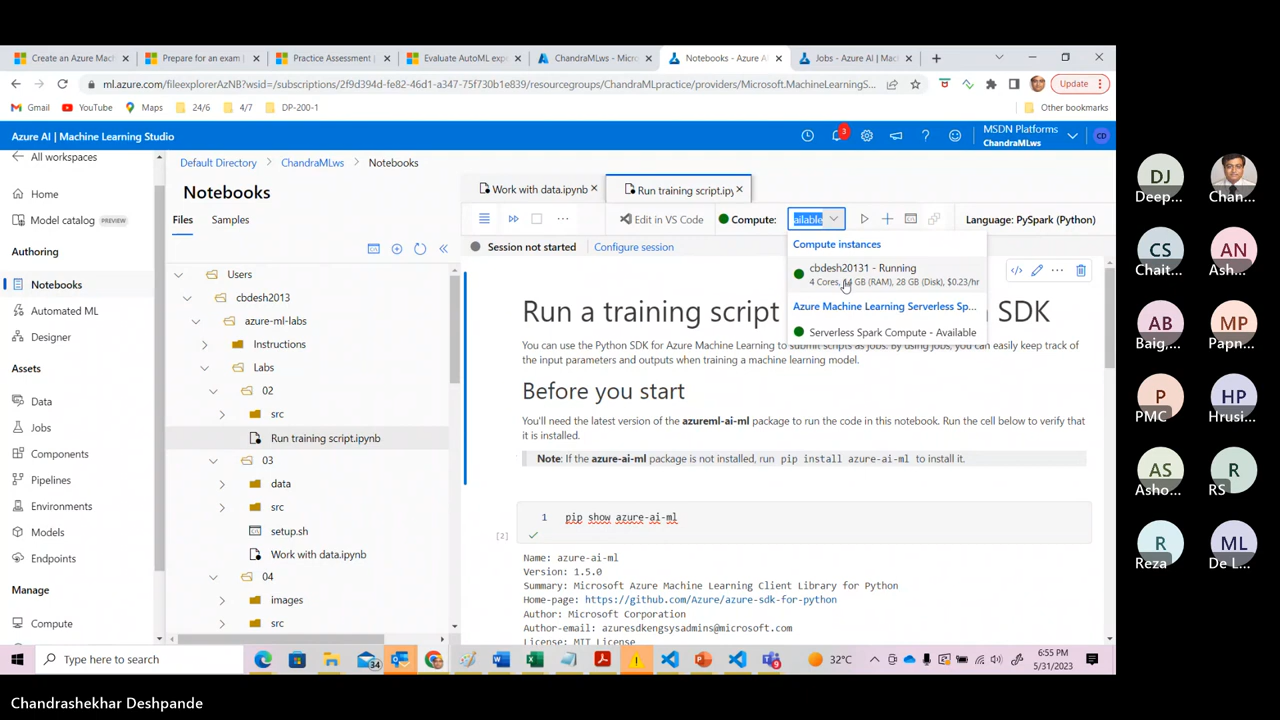 Create an Azure Mac
Prepare for an exam |
Practice Assessment |
Evaluate AutoML exp
ChandraMLws - Micro
Notebooks - Azure A
Jobs - Azure AI | Mac
ml.azure.com/fileexplorerAzNB?wsid=/subscriptions/2f9d94d-fe82-46d1-a347-75f730b1e839/resourcegroups/ChandraMLpractice/providers/Microsoft.MachineLearningS...
Update
Gmail
YouTube
Maps
24/6
4/7
DP-200-1
Other bookmarks
Azure AI | Machine Learning Studio
3
MSDN Platforms
ChandraMLws
CD
All workspaces
Home
Model catalog PREVIEW
Authoring
Notebooks
Automated ML
Designer
Assets
Data
Jobs
Components
Pipelines
Environments
Models
Endpoints
Manage
Compute
Default Directory > ChandraMLws > Notebooks
Notebooks
Files
Samples
Users
cbdesh2013
azure-ml-labs
Instructions
Labs
02
src
Run training script.ipynb
03
data
src
setup.sh
Work with data.ipynb
04
images
src
Work with data.ipynb
Run training script.ipy
Edit in VS Code
Compute:
ailable
Language: PySpark (Python)
Session not started
Configure session
Compute instances
cbdesh20131 - Running
4 Cores, 14 GB (RAM), 28 GB (Disk), $0.23/hr
Azure Machine Learning Serverless Sp...
Serverless Spark Compute - Available
Run a training script
SDK
You can use the Python SDK for Azure Machine Learning to submit scripts as jobs. By using jobs, you can easily keep track of
the input parameters and outputs when training a machine learning model.
Before you start
You'll need the latest version of the azureml-ai-ml package to run the code in this notebook. Run the cell below to verify that
it is installed.
Note: If the azure-ai-ml package is not installed, run pip install azure-ai-ml to install it.
1 pip show azure-ai-ml
[2]
Name: azure-ai-ml
Version: 1.5.0
Summary: Microsoft Azure Machine Learning Client Library for Python
Home-page: https://github.com/Azure/azure-sdk-for-python
Author: Microsoft Corporation
Author-email: azuresdkengsysadmins@microsoft.com
License: MIT License
Type here to search
34
9
32°C
6:55 PM
5/31/2023
DJ
Deep...
Chan...
CS
Chait...
AN
Ash...
AB
Baig,...
MP
Papn...
P
PMC
HP
Hrusi...
AS
Asho...
R
RS
R
Reza
ML
De L...
Chandrashekhar Deshpande